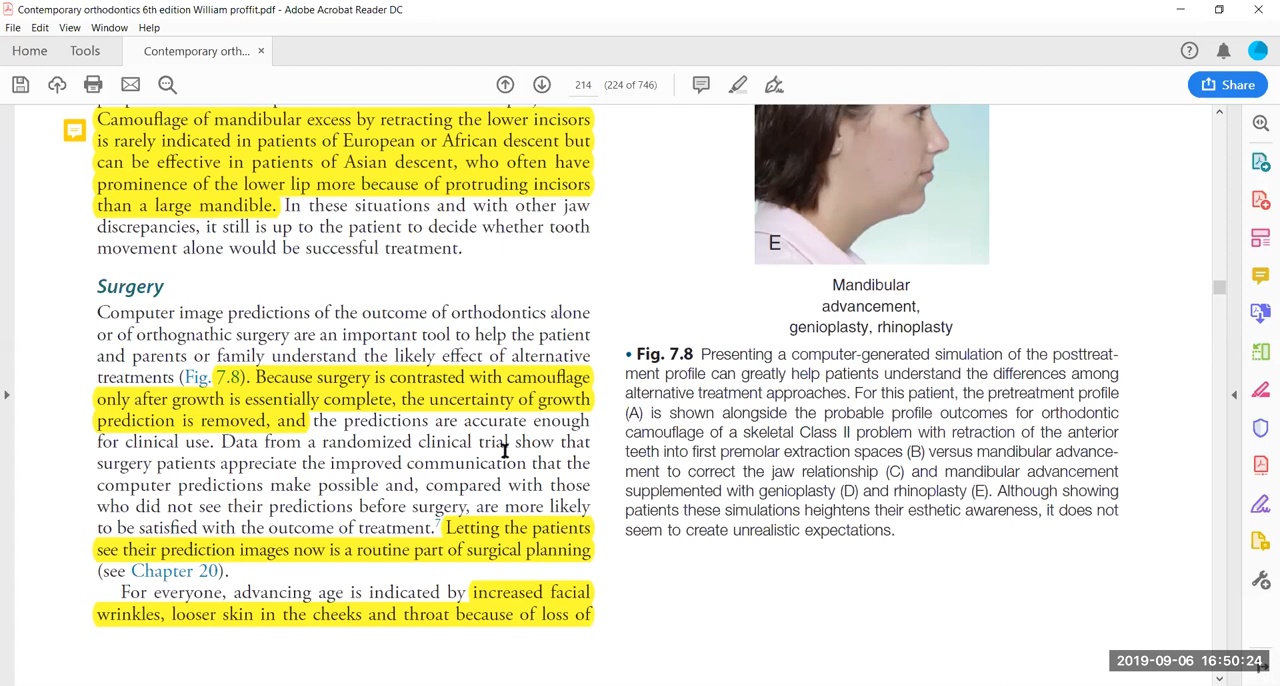 Contemporary orthodontics 6th edition William proffit.pdf - Adobe Acrobat Reader DC
File Edit View Window Help
Home Tools Contemporary orth... ×
214 (224 of 746)
Share
Camouflage of mandibular excess by retracting the lower incisors
is rarely indicated in patients of European or African descent but
can be effective in patients of Asian descent, who often have
prominence of the lower lip more because of protruding incisors
than a large mandible. In these situations and with other jaw
discrepancies, it still is up to the patient to decide whether tooth
movement alone would be successful treatment.
Surgery
Computer image predictions of the outcome of orthodontics alone
or of orthognathic surgery are an important tool to help the patient
and parents or family understand the likely effect of alternative
treatments (Fig. 7.8). Because surgery is contrasted with camouflage
only after growth is essentially complete, the uncertainty of growth
prediction is removed, and the predictions are accurate enough
for clinical use. Data from a randomized clinical trial show that
surgery patients appreciate the improved communication that the
computer predictions make possible and, compared with those
who did not see their predictions before surgery, are more likely
to be satisfied with the outcome of treatment.7 Letting the patients
see their prediction images now is a routine part of surgical planning
(see Chapter 20).
For everyone, advancing age is indicated by increased facial
wrinkles, looser skin in the cheeks and throat because of loss of
E
Mandibular
advancement,
genioplasty, rhinoplasty
• Fig. 7.8 Presenting a computer-generated simulation of the posttreat-
ment profile can greatly help patients understand the differences among
alternative treatment approaches. For this patient, the pretreatment profile
(A) is shown alongside the probable profile outcomes for orthodontic
camouflage of a skeletal Class II problem with retraction of the anterior
teeth into first premolar extraction spaces (B) versus mandibular advance-
ment to correct the jaw relationship (C) and mandibular advancement
supplemented with genioplasty (D) and rhinoplasty (E). Although showing
patients these simulations heightens their esthetic awareness, it does not
seem to create unrealistic expectations.
2019-09-06 16:50:24